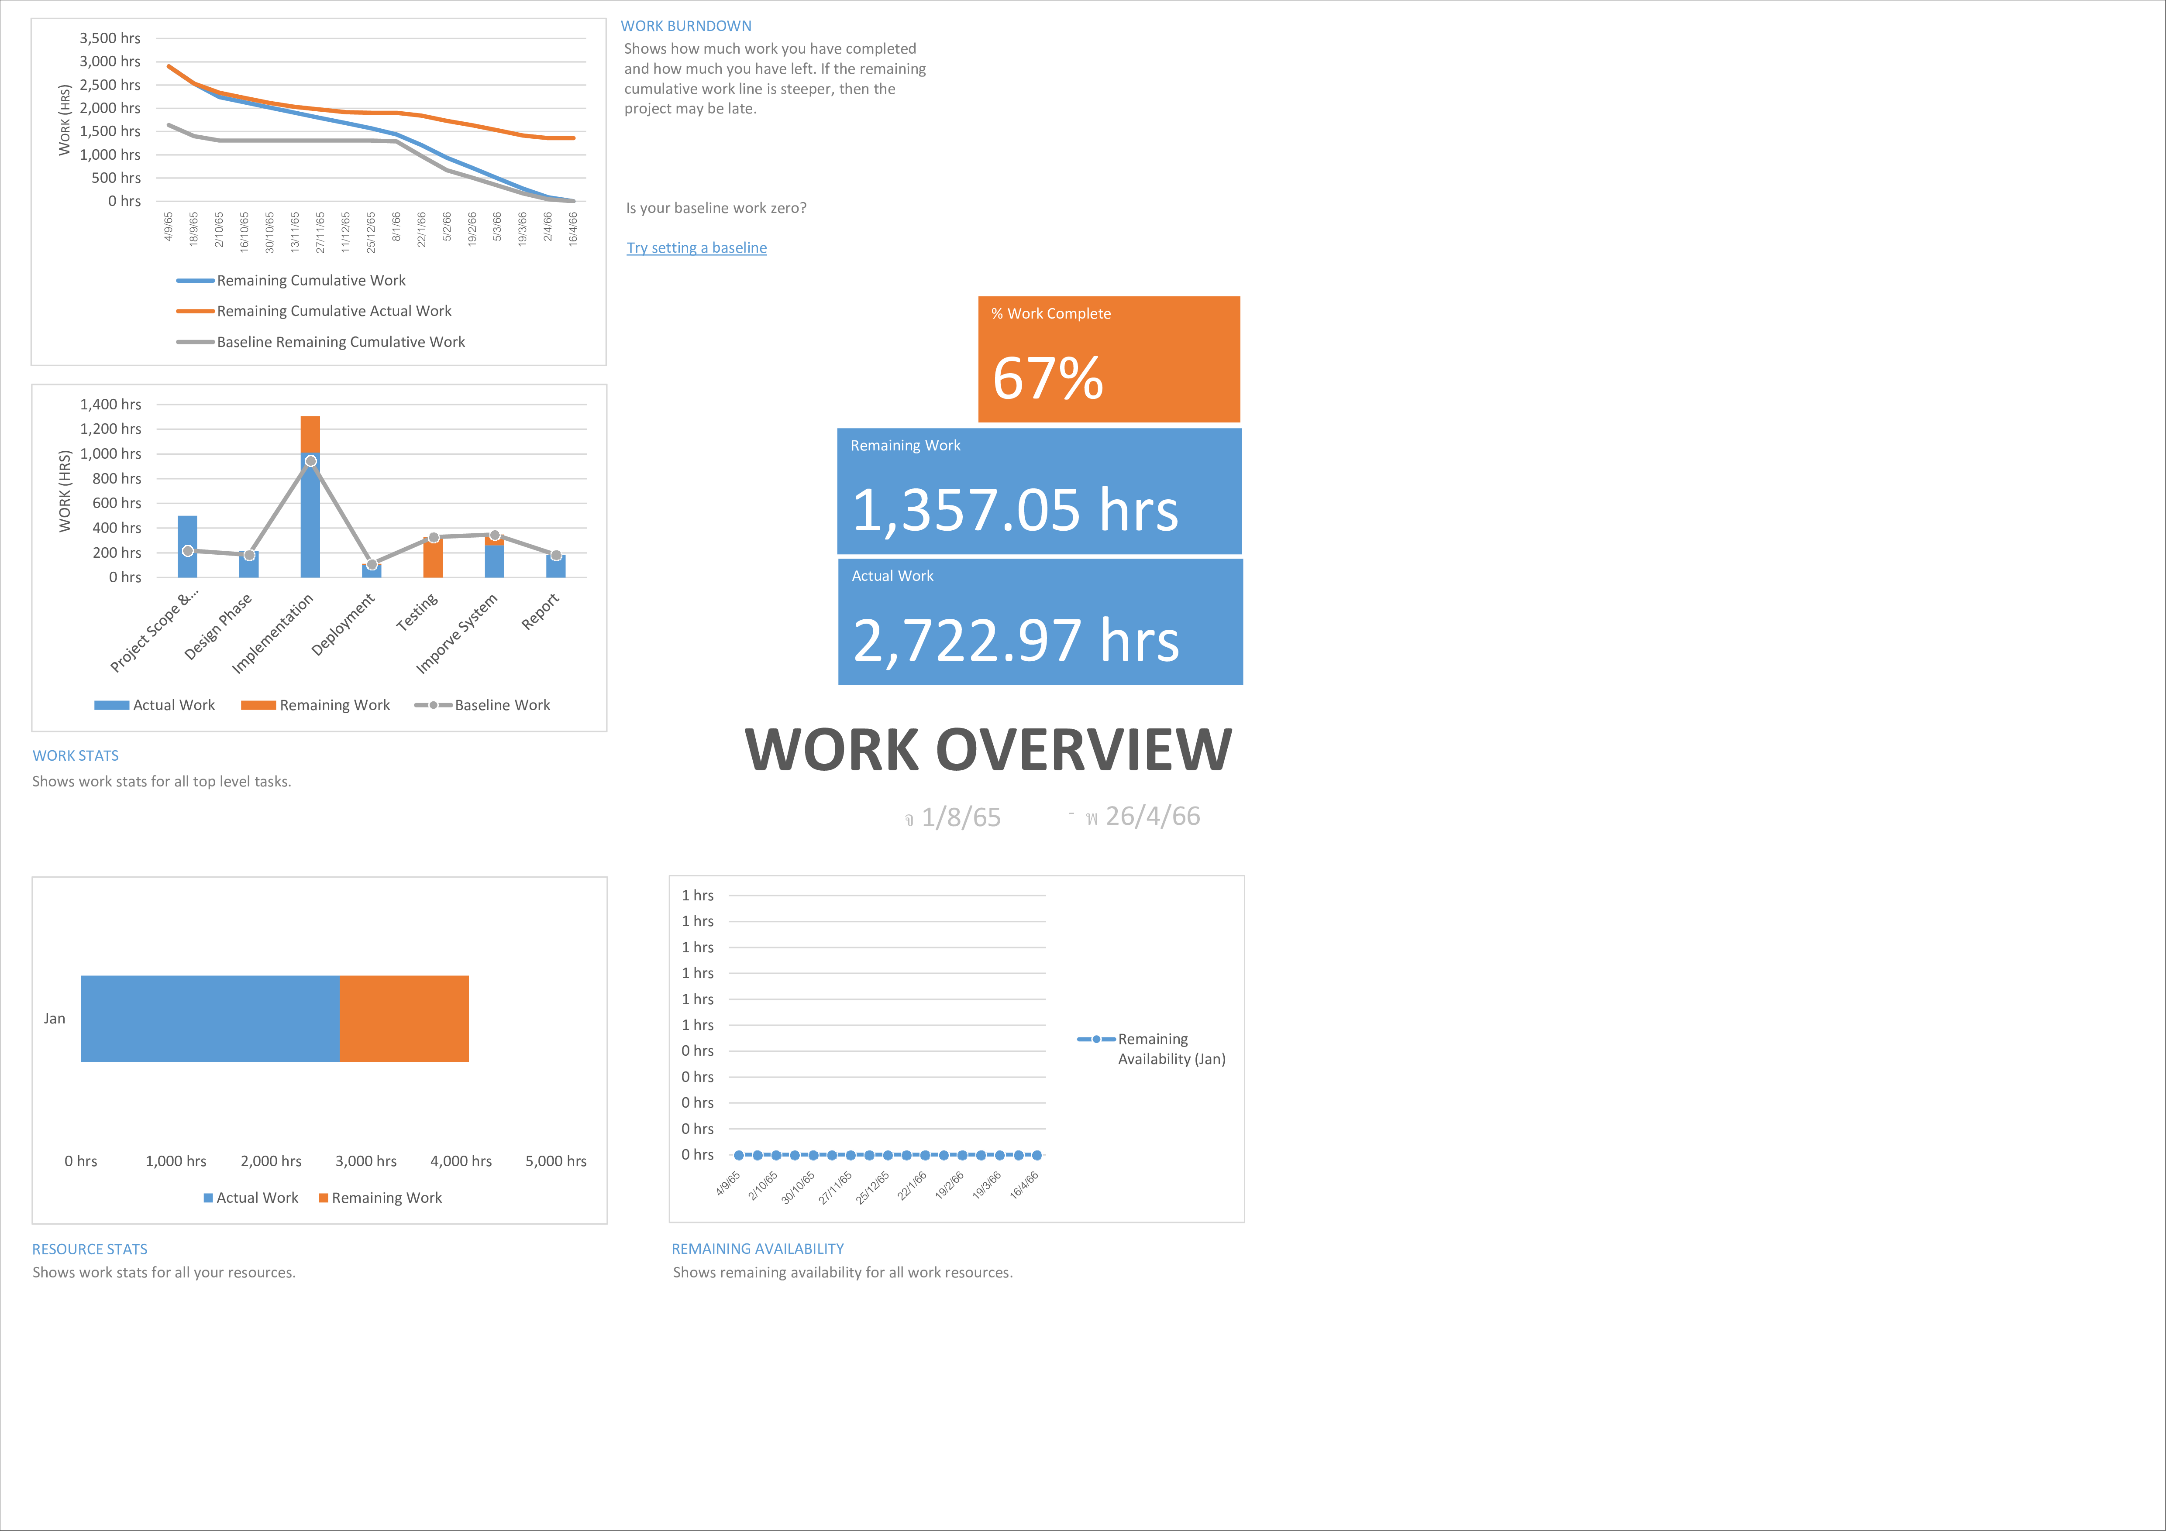 3,500 hrs
3,000 hrs
2,500 hrs
2,000 hrs
1,500 hrs
1,000 hrs
500 hrs
0 hrs
WORK (HRS)
4/9/65
18/9/65
2/10/65
16/10/65
30/10/65
13/11/65
27/11/65
11/12/65
25/12/65
8/1/66
22/1/66
5/2/66
19/2/66
5/3/66
19/3/66
2/4/66
16/4/66
Remaining Cumulative Work
Remaining Cumulative Actual Work
Baseline Remaining Cumulative Work
WORK BURNDOWN
Shows how much work you have completed
and how much you have left. If the remaining
cumulative work line is steeper, then the
project may be late.
Is your baseline work zero?
Try setting a baseline
% Work Complete
67%
Remaining Work
1,357.05 hrs
Actual Work
2,722.97 hrs
WORK OVERVIEW
จ 1/8/65 - พ 26/4/66
1,400 hrs
1,200 hrs
1,000 hrs
800 hrs
600 hrs
400 hrs
200 hrs
0 hrs
WORK (HRS)
Project Scope &...
Design Phase
Implementation
Deployment
Testing
Imporve System
Report
Actual Work
Remaining Work
Baseline Work
WORK STATS
Shows work stats for all top level tasks.
Jan
0 hrs
1,000 hrs
2,000 hrs
3,000 hrs
4,000 hrs
5,000 hrs
Actual Work
Remaining Work
RESOURCE STATS
Shows work stats for all your resources.
1 hrs
1 hrs
1 hrs
1 hrs
1 hrs
1 hrs
0 hrs
0 hrs
0 hrs
0 hrs
0 hrs
4/9/65
2/10/65
30/10/65
27/11/65
25/12/65
22/1/66
19/2/66
19/3/66
16/4/66
Remaining
Availability (Jan)
REMAINING AVAILABILITY
Shows remaining availability for all work resources.